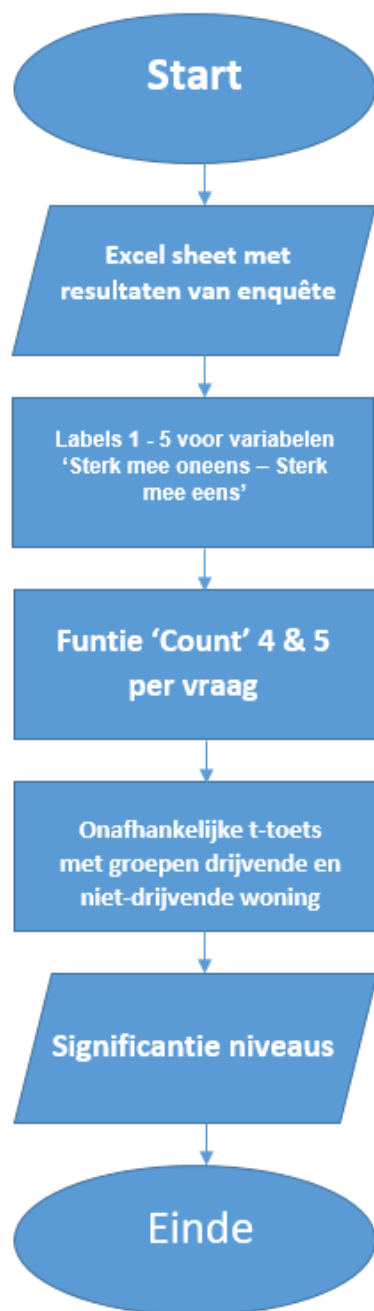 Start
Excel sheet met
resultaten van enquête
Labels 1 - 5 voor variabelen
‘Sterk mee oneens – Sterk
mee eens’
Funtie ‘Count’ 4 & 5
per vraag
Onafhankelijke t-toets
met groepen drijvende en
niet-drijvende woning
Significantie niveaus
Einde